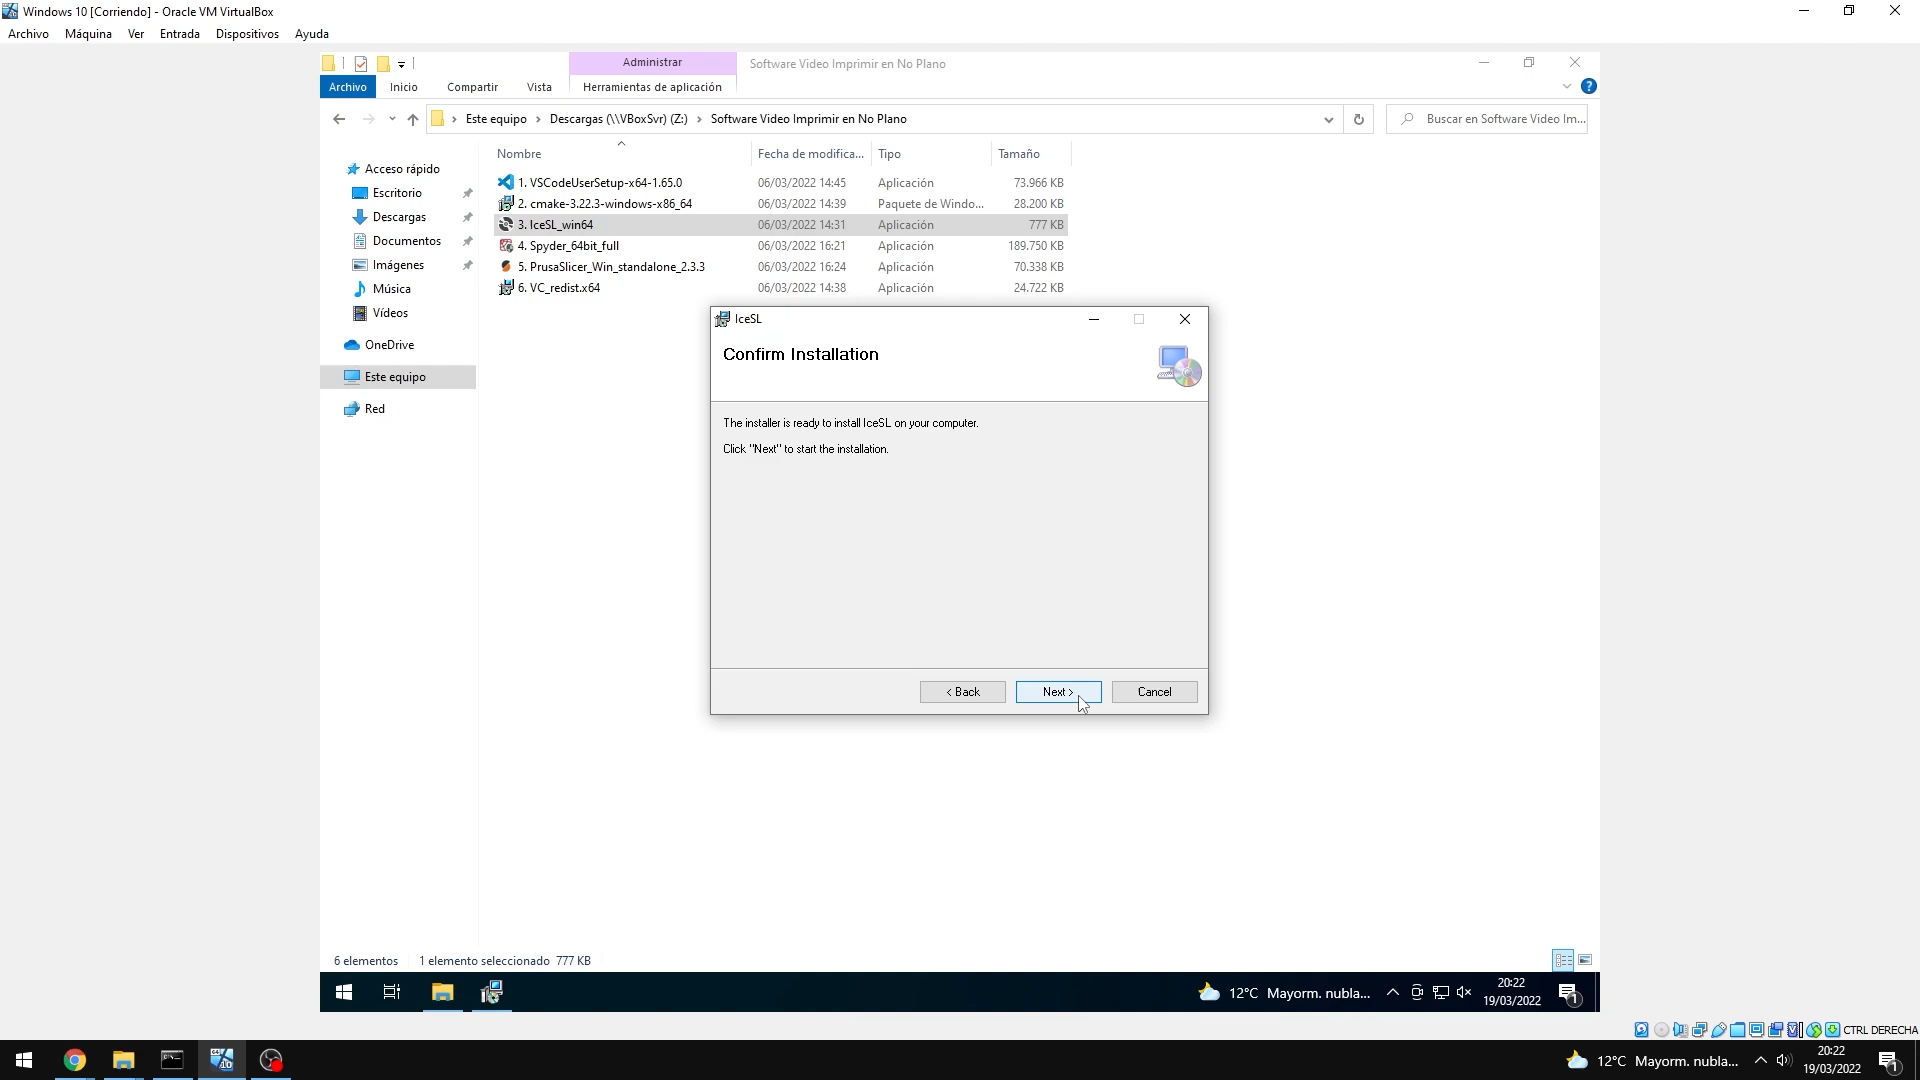 Windows 10 [Corriendo] - Oracle VM VirtualBox
Archivo Máquina Ver Entrada Dispositivos Ayuda
Administrar Software Video Imprimir en No Plano
Archivo Inicio Compartir Vista Herramientas de aplicación
Este equipo > Descargas (\\VBoxSvr) (Z:) > Software Video Imprimir en No Plano Buscar en Software Video Im...
Nombre Fecha de modifica... Tipo Tamaño
Acceso rápido
Escritorio
Descargas
Documentos
Imágenes
Música
Vídeos
OneDrive
Este equipo
Red
1. VSCodeUserSetup-x64-1.65.0 06/03/2022 14:45 Aplicación 73.966 KB
2. cmake-3.22.3-windows-x86_64 06/03/2022 14:39 Paquete de Windo... 28.200 KB
3. IceSL_win64 06/03/2022 14:31 Aplicación 777 KB
4. Spyder_64bit_full 06/03/2022 16:21 Aplicación 189.750 KB
5. PrusaSlicer_Win_standalone_2.3.3 06/03/2022 16:24 Aplicación 70.338 KB
6. VC_redist.x64 06/03/2022 14:38 Aplicación 24.722 KB
IceSL
Confirm Installation
The installer is ready to install IceSL on your computer.
Click "Next" to start the installation.
< Back Next > Cancel
6 elementos 1 elemento seleccionado 777 KB
12°C Mayorm. nubla... 20:22
19/03/2022 1
CTRL DERECHA
12°C Mayorm. nubla... 20:22
19/03/2022 1